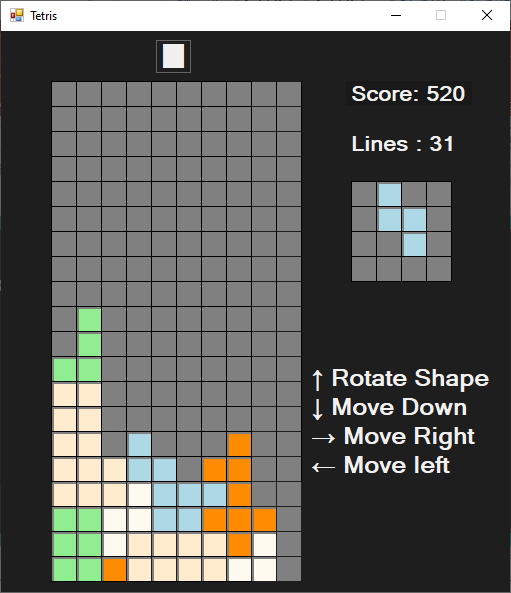 Tetris
Score: 520
Lines : 31
↑ Rotate Shape
↓ Move Down
→ Move Right
← Move left